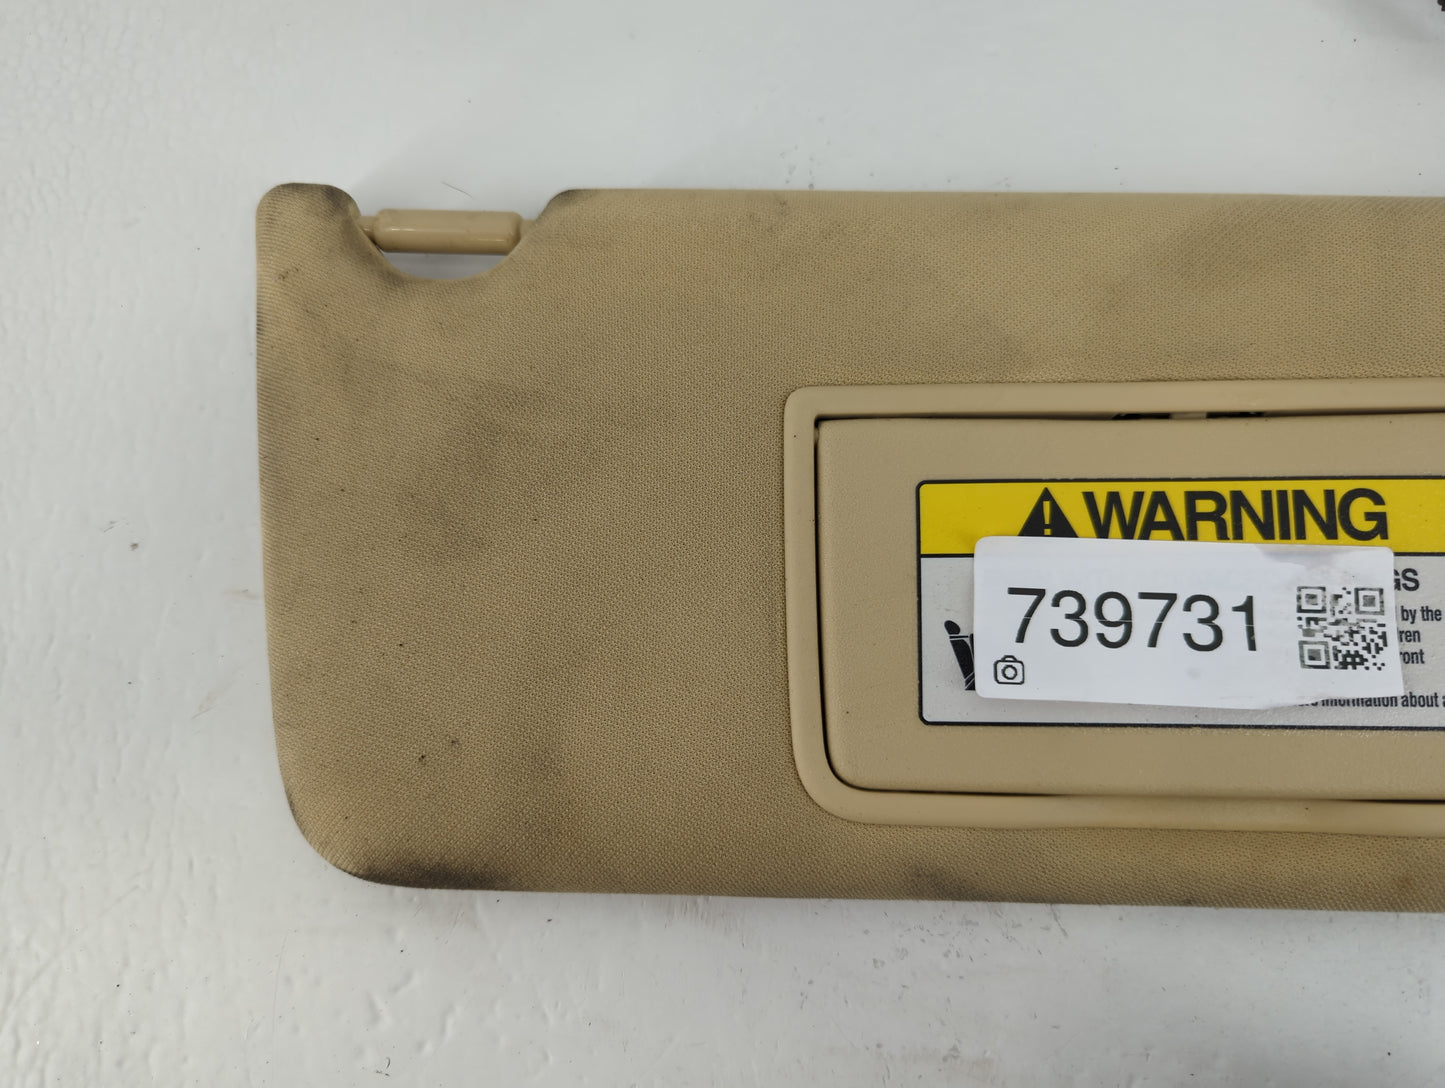 WARNING
GS
739731
by the
ren
ront
information about